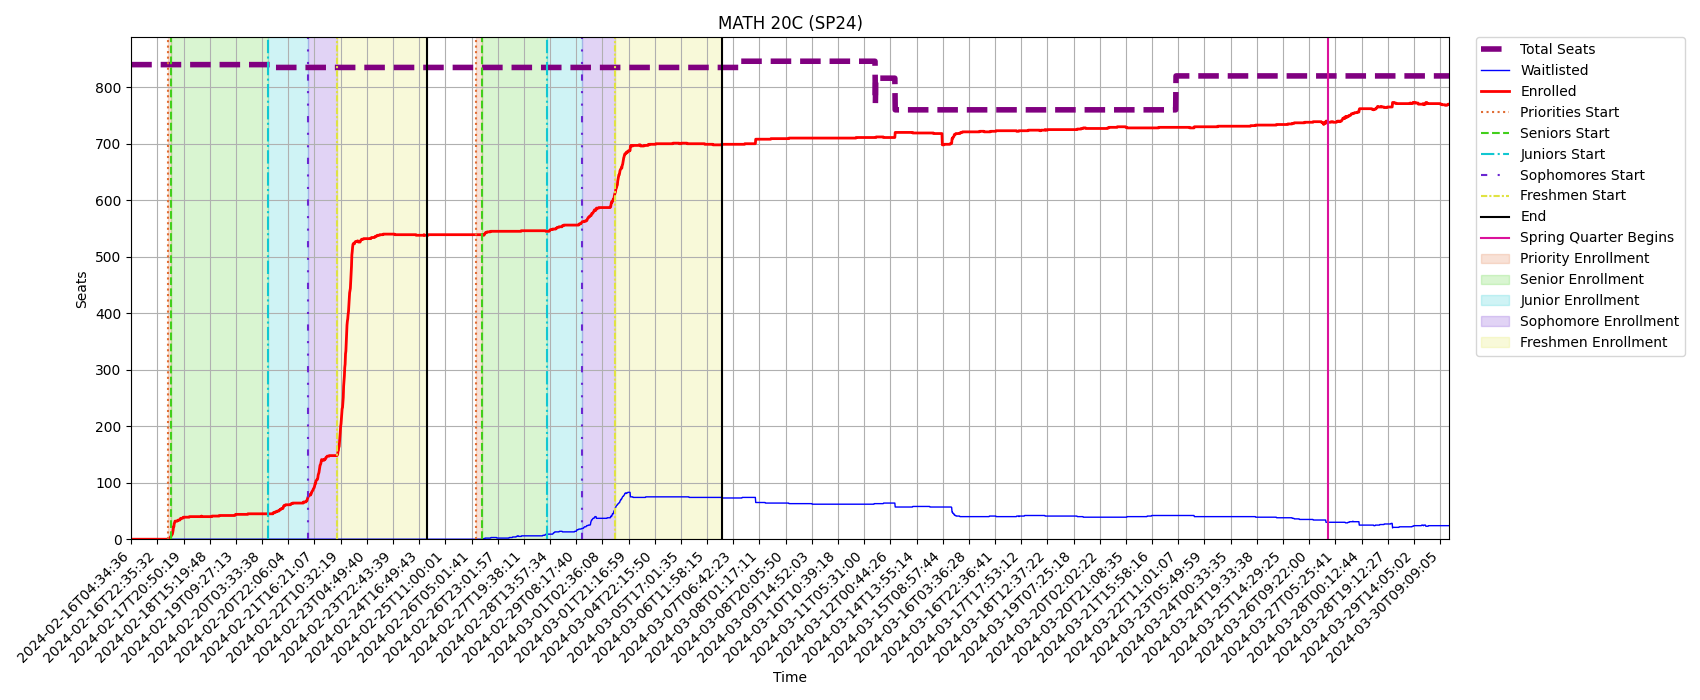 MATH 20C (SP24)
Seats
800
700
600
500
400
300
200
100
0
2024-02-16T04:34:36
2024-02-16T22:35:32
2024-02-17T20:50:19
2024-02-18T15:19:48
2024-02-19T09:27:13
2024-02-20T03:33:38
2024-02-20T22:06:04
2024-02-21T16:21:07
2024-02-22T10:32:19
2024-02-23T04:49:40
2024-02-23T22:43:39
2024-02-24T16:49:43
2024-02-25T11:00:01
2024-02-26T05:01:41
2024-02-26T23:01:57
2024-02-27T19:38:11
2024-02-28T13:57:34
2024-02-29T08:17:40
2024-03-01T02:36:08
2024-03-01T21:16:59
2024-03-04T22:15:50
2024-03-05T17:01:35
2024-03-06T11:58:15
2024-03-07T06:42:23
2024-03-08T01:17:11
2024-03-08T20:05:50
2024-03-09T14:52:03
2024-03-10T10:39:18
2024-03-11T05:31:00
2024-03-12T00:44:26
2024-03-14T13:55:14
2024-03-15T08:57:44
2024-03-16T03:36:28
2024-03-16T22:36:41
2024-03-17T17:53:12
2024-03-18T12:37:22
2024-03-19T07:25:18
2024-03-20T02:02:22
2024-03-20T21:08:35
2024-03-21T15:58:16
2024-03-22T11:01:07
2024-03-23T05:49:59
2024-03-24T00:33:35
2024-03-24T19:33:38
2024-03-25T14:29:25
2024-03-26T09:22:00
2024-03-27T05:25:41
2024-03-28T00:12:44
2024-03-28T19:12:27
2024-03-29T14:05:02
2024-03-30T09:09:05
Time
Total Seats
Waitlisted
Enrolled
Priorities Start
Seniors Start
Juniors Start
Sophomores Start
Freshmen Start
End
Spring Quarter Begins
Priority Enrollment
Senior Enrollment
Junior Enrollment
Sophomore Enrollment
Freshmen Enrollment